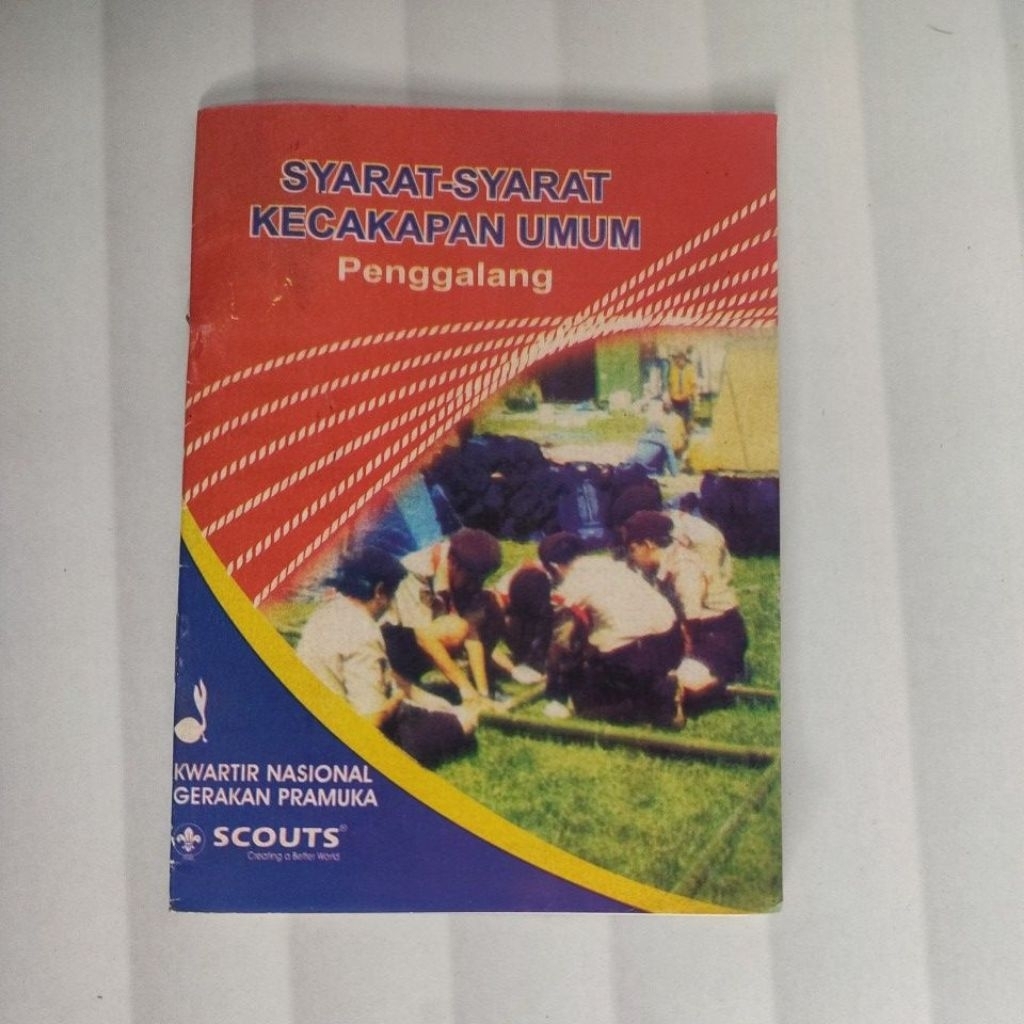 SYARAT-SYARAT
KECAKAPAN UMUM
Penggalang
KWARTIR NASIONAL
GERAKAN PRAMUKA
SCOUTS®
Creating a Better World